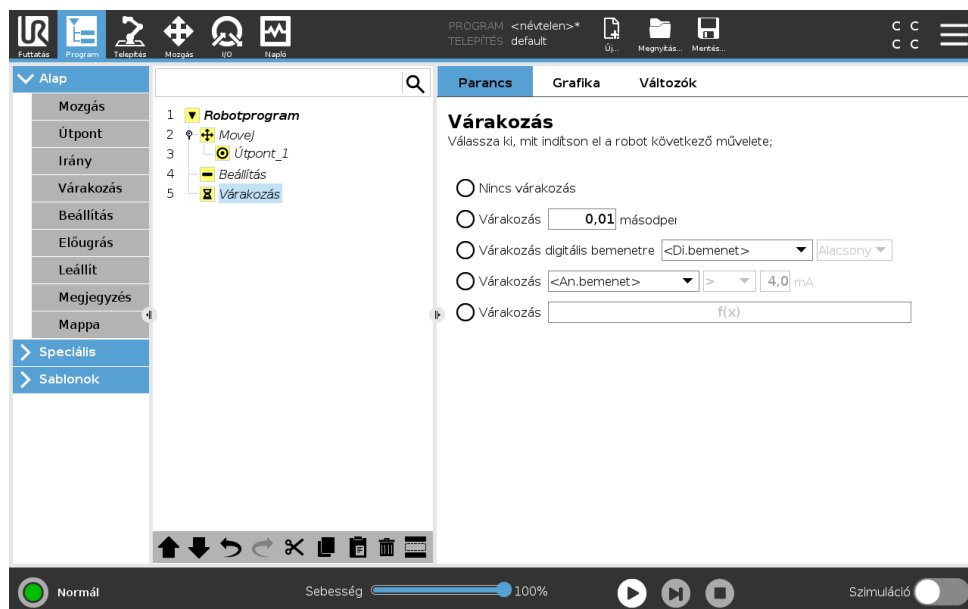 UR
Futtatás Program Telepítés Mozgás I/O Napló
PROGRAM <névtelen>*
TELEPÍTÉS default
Új... Megnyitás... Mentés...
C C
C C
Alap
Mozgás
Útpont
Irány
Várakozás
Beállítás
Előugrás
Leállít
Megjegyzés
Mappa
Speciális
Sablonok
1 Robotprogram
2 MoveJ
3 Útpont_1
4 Beállítás
5 Várakozás
Parancs Grafika Változók
Várakozás
Válassza ki, mit indítson el a robot következő művelete;
Nincs várakozás
Várakozás 0,01 másodper
Várakozás digitális bemenetre <Di.bemenet> Alacsony
Várakozás <An.bemenet> > 4,0 mA
Várakozás f(x)
Normál
Sebesség 100%
Szimuláció